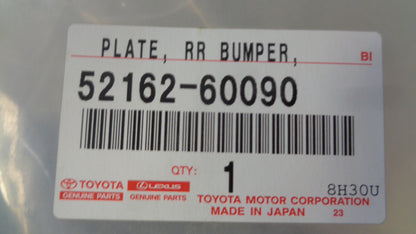 PLATE, RR BUMPER,
BI
52162-60090
QTY: 1
8H30U
TOYOTA LEXUS TOYOTA MOTOR CORPORATION
GENUINE PARTS GENUINE PARTS MADE IN JAPAN 23